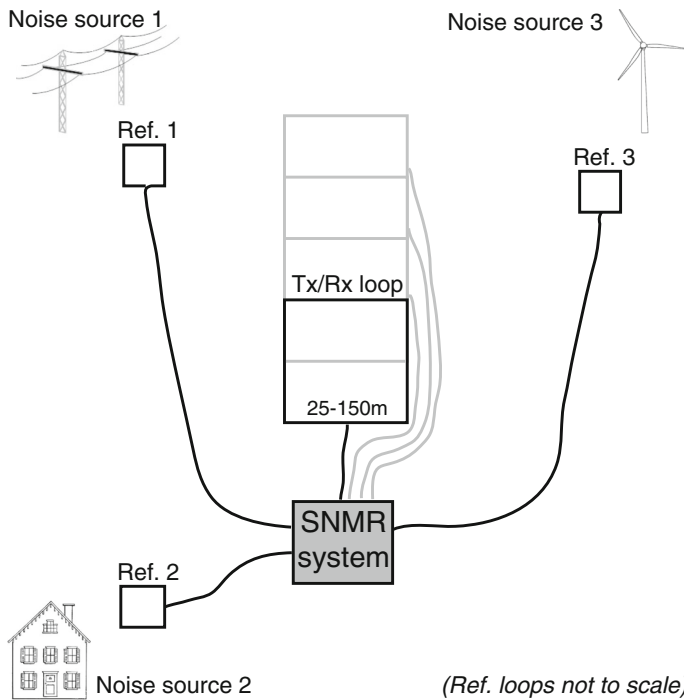 Noise source 1
Noise source 3
Ref. 1
Ref. 3
Tx/Rx loop
25-150m
SNMR
system
Ref. 2
Noise source 2
(Ref. loops not to scale)